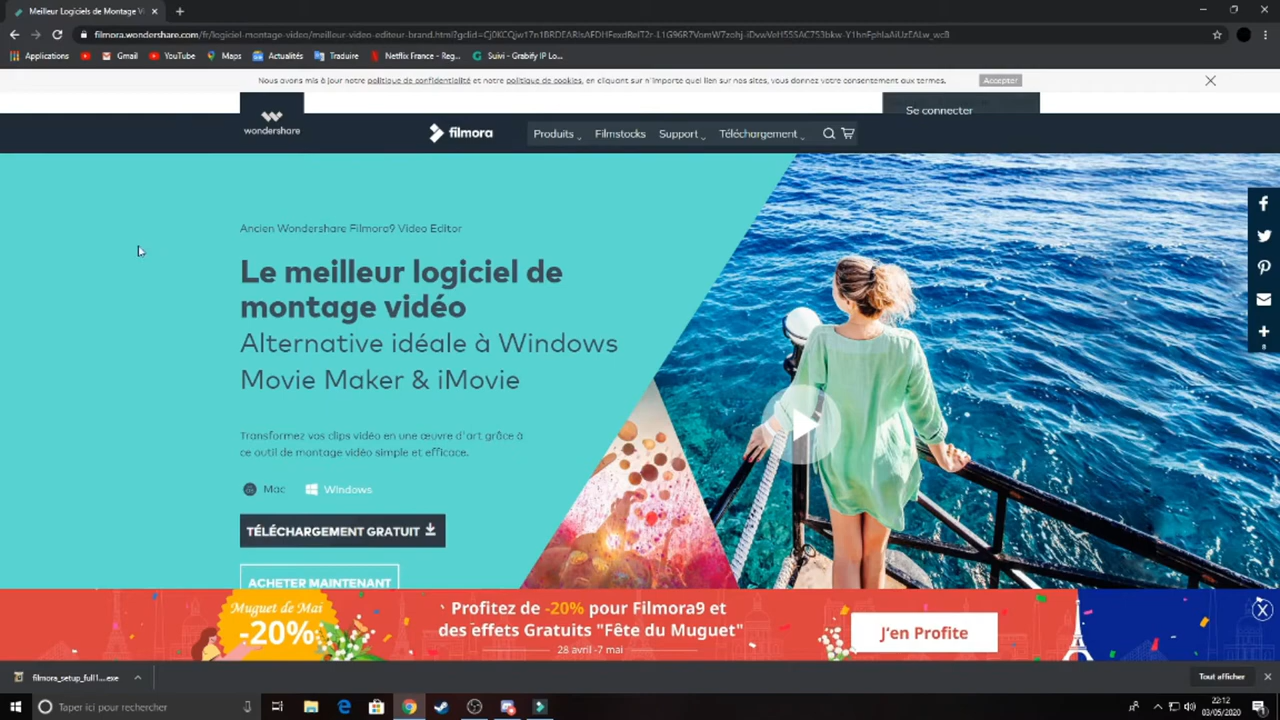 Meilleur Logiciels de Montage V
filmora.wondershare.com/fr/logiciel-montage-video/meilleur-video-editeur-brand.html
Applications
Gmail
YouTube
Maps
Actualités
Traduire
Netflix France - Reg...
Suivi - Grabify IP Lo...
Nous avons mis à jour notre politique de confidentialité et notre politique de cookies, en cliquant sur n'importe quel lien sur nos sites, vous donnez votre consentement aux termes.
Accepter
Se connecter
wondershare
filmora
Produits
Filmstocks
Support
Téléchargement
Ancien Wondershare Filmora9 Video Editor
Le meilleur logiciel de
montage vidéo
Alternative idéale à Windows
Movie Maker & iMovie
Transformez vos clips vidéo en une œuvre d'art grâce à
ce outil de montage vidéo simple et efficace.
Mac
Windows
TÉLÉCHARGEMENT GRATUIT
ACHETER MAINTENANT
Muguet de Mai
-20%
Profitez de -20% pour Filmora9 et
des effets Gratuits "Fête du Muguet"
28 avril -7 mai
J'en Profite
filmora_setup_full1....exe
Tout afficher
Taper ici pour rechercher
22:12
03/05/2020